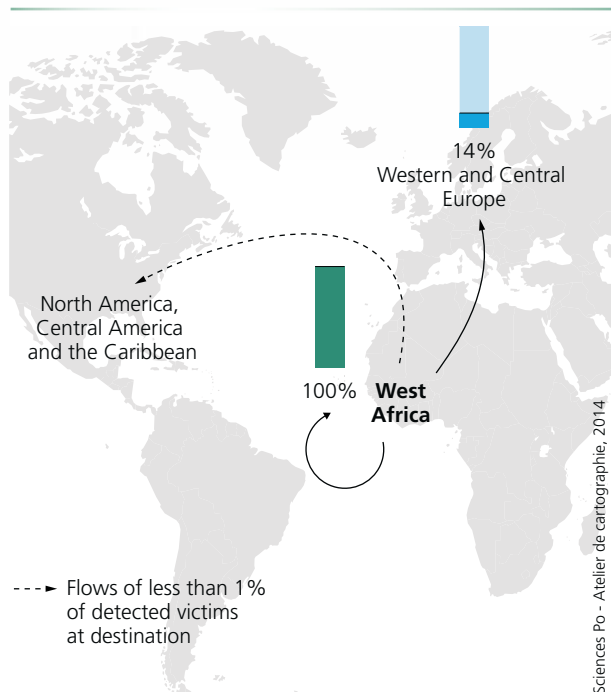 14%
Western and Central
Europe
North America,
Central America
and the Caribbean
100%
West
Africa
Flows of less than 1%
of detected victims
at destination
Sciences Po - Atelier de cartographie, 2014